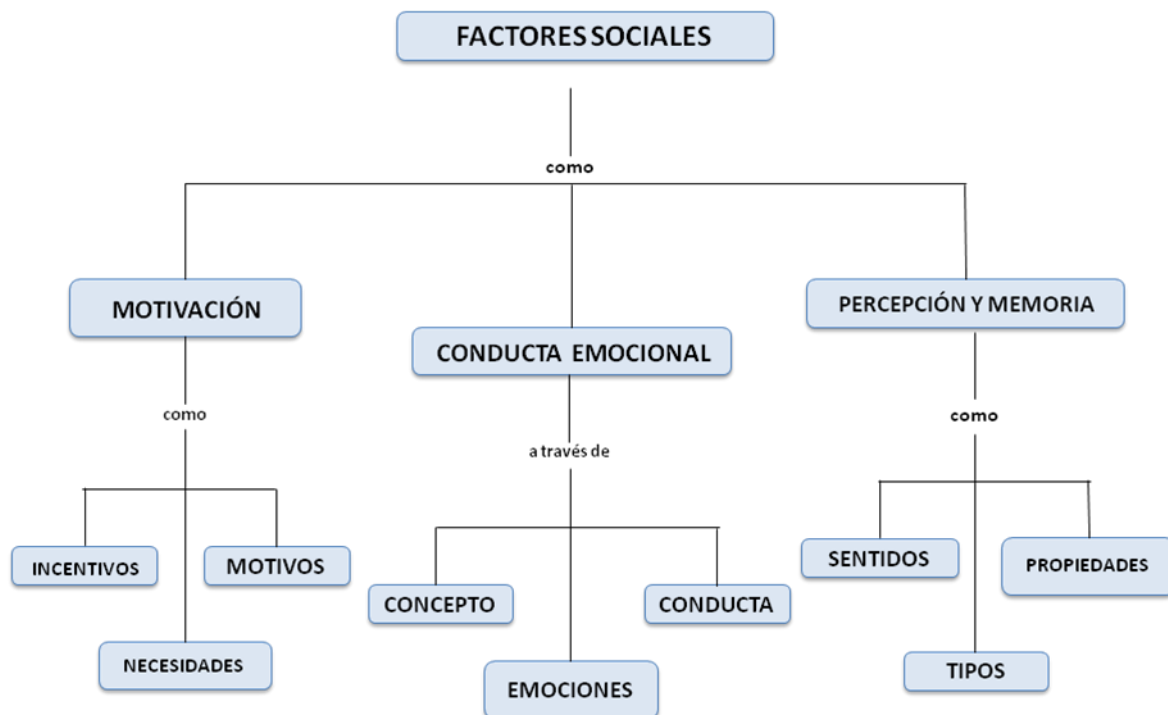 FACTORES SOCIALES
como
MOTIVACIÓN
CONDUCTA EMOCIONAL
PERCEPCIÓN Y MEMORIA
como
a través de
como
INCENTIVOS
MOTIVOS
NECESIDADES
CONCEPTO
CONDUCTA
EMOCIONES
SENTIDOS
PROPIEDADES
TIPOS